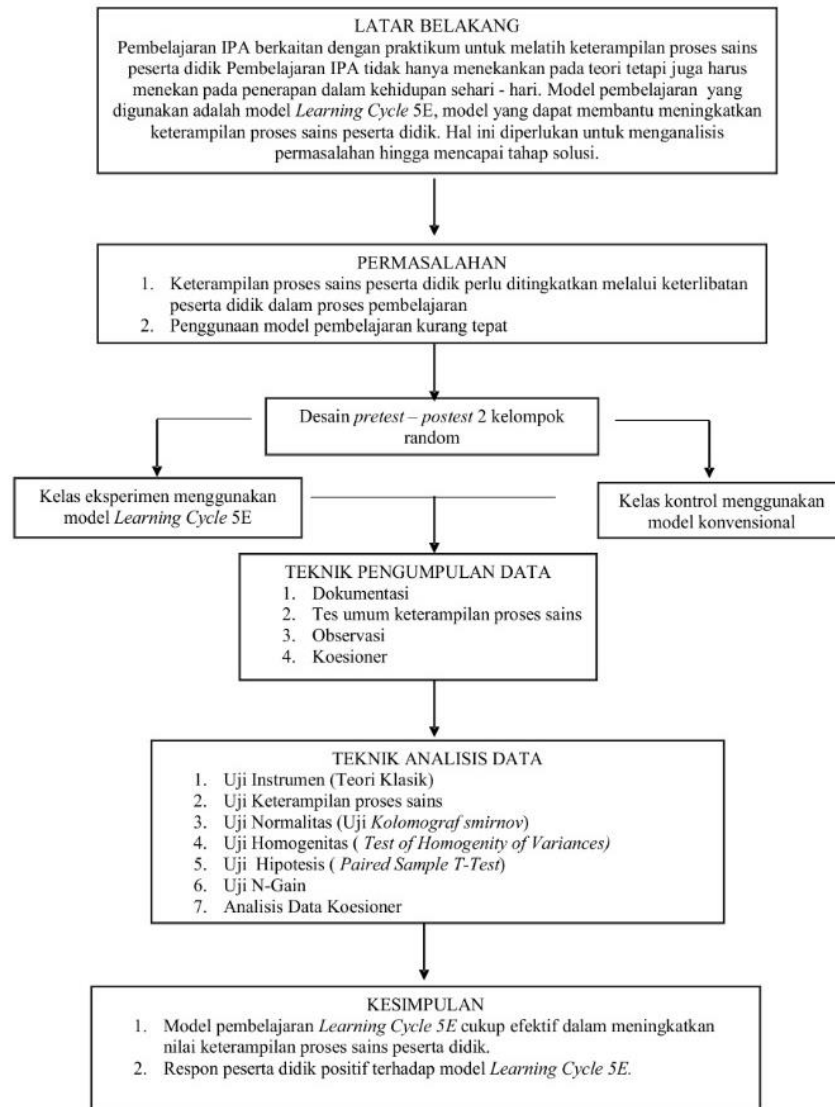 LATAR BELAKANG
Pembelajaran IPA berkaitan dengan praktikum untuk melatih keterampilan proses sains
peserta didik Pembelajaran IPA tidak hanya menekankan pada teori tetapi juga harus
menekan pada penerapan dalam kehidupan sehari - hari. Model pembelajaran yang
digunakan adalah model Learning Cycle 5E, model yang dapat membantu meningkatkan
keterampilan proses sains peserta didik. Hal ini diperlukan untuk menganalisis
permasalahan hingga mencapai tahap solusi.
PERMASALAHAN
1. Keterampilan proses sains peserta didik perlu ditingkatkan melalui keterlibatan
peserta didik dalam proses pembelajaran
2. Penggunaan model pembelajaran kurang tepat
Desain pretest – postest 2 kelompok
random
Kelas eksperimen menggunakan
model Learning Cycle 5E
Kelas kontrol menggunakan
model konvensional
TEKNIK PENGUMPULAN DATA
1. Dokumentasi
2. Tes umum keterampilan proses sains
3. Observasi
4. Koesioner
TEKNIK ANALISIS DATA
1. Uji Instrumen (Teori Klasik)
2. Uji Keterampilan proses sains
3. Uji Normalitas (Uji Kolomograf smirnov)
4. Uji Homogenitas ( Test of Homogenity of Variances)
5. Uji Hipotesis ( Paired Sample T-Test)
6. Uji N-Gain
7. Analisis Data Koesioner
KESIMPULAN
1. Model pembelajaran Learning Cycle 5E cukup efektif dalam meningkatkan
nilai keterampilan proses sains peserta didik.
2. Respon peserta didik positif terhadap model Learning Cycle 5E.